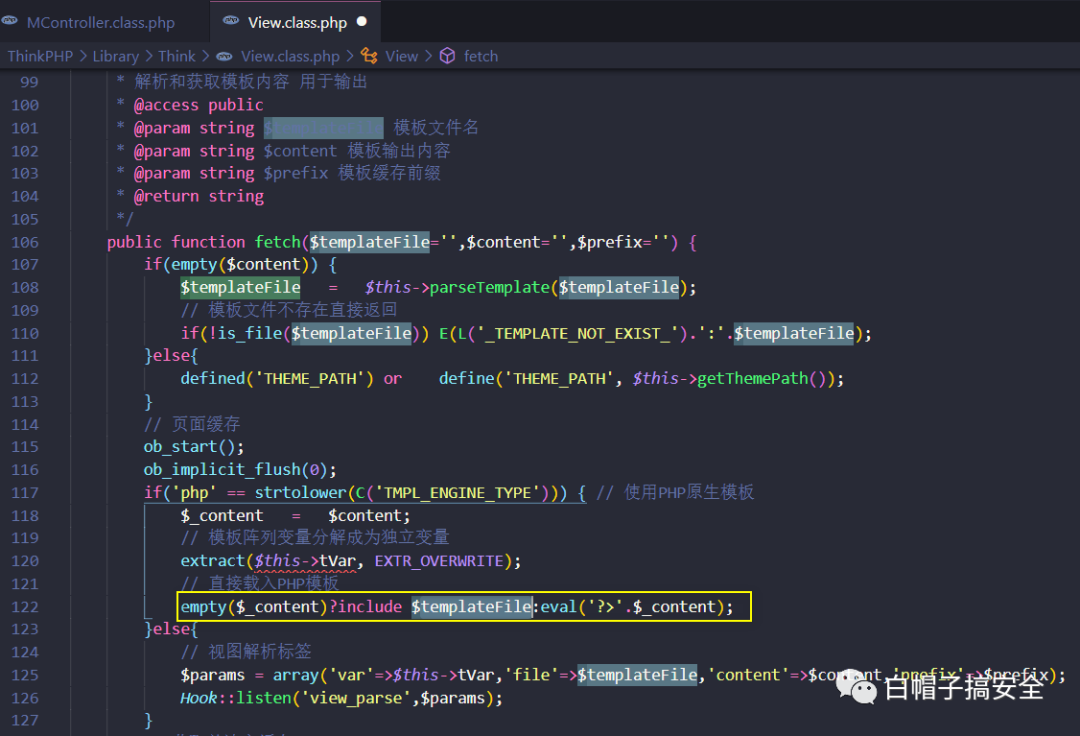 MController.class.php View.class.php
ThinkPHP > Library > Think > View.class.php > View > fetch
99 * 解析和获取模板内容 用于输出
100 * @access public
101 * @param string $ 模板文件名
102 * @param string $content 模板输出内容
103 * @param string $prefix 模板缓存前缀
104 * @return string
105 */
106 public function fetch($templateFile='',$content='',$prefix='') {
107 if(empty($content)) {
108 $templateFile = $this->parseTemplate($templateFile);
109 // 模板文件不存在直接返回
110 if(!is_file($templateFile)) E(L('_TEMPLATE_NOT_EXIST_').':'.$templateFile);
111 }else{
112 defined('THEME_PATH') or define('THEME_PATH', $this->getThemePath());
113 }
114 // 页面缓存
115 ob_start();
116 ob_implicit_flush(0);
117 if('php' == strtolower(C('TMPL_ENGINE_TYPE'))) { // 使用PHP原生模板
118 $_content = $content;
119 // 模板阵列变量分解成为独立变量
120 extract($this->tVar, EXTR_OVERWRITE);
121 // 直接载入PHP模板
122 empty($_content)?include $templateFile:eval('?>'.$_content);
123 }else{
124 // 视图解析标签
125 $params = array('var'=>$this->tVar,'file'=>$templateFile,'content'=>$content,'prefix'=>$prefix);
126 Hook::listen('view_parse',$params);
127 }
白帽子搞安全